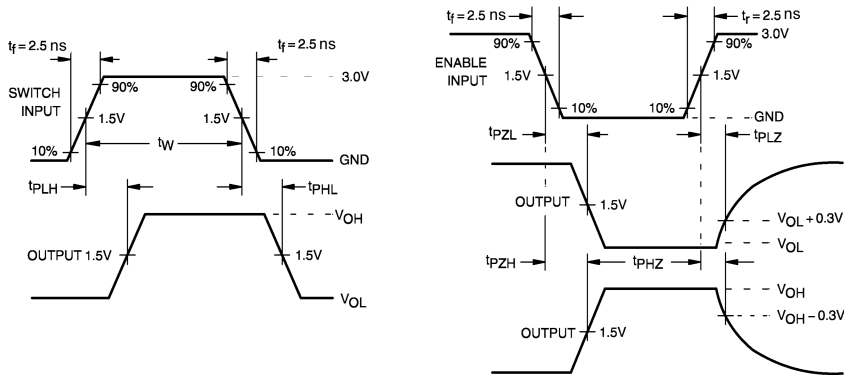 tf = 2.5 ns
tf = 2.5 ns
3.0V
SWITCH
INPUT
90%
90%
1.5V
1.5V
tW
10%
10%
GND
tPLH
tPHL
VOH
OUTPUT
1.5V
1.5V
VOL
tf = 2.5 ns
tr = 2.5 ns
3.0V
90%
90%
ENABLE
INPUT
1.5V
1.5V
10%
10%
GND
tPZL
tPLZ
OUTPUT
1.5V
VOL + 0.3V
VOL
tPZH
tPHZ
VOH
VOH – 0.3V
OUTPUT
1.5V